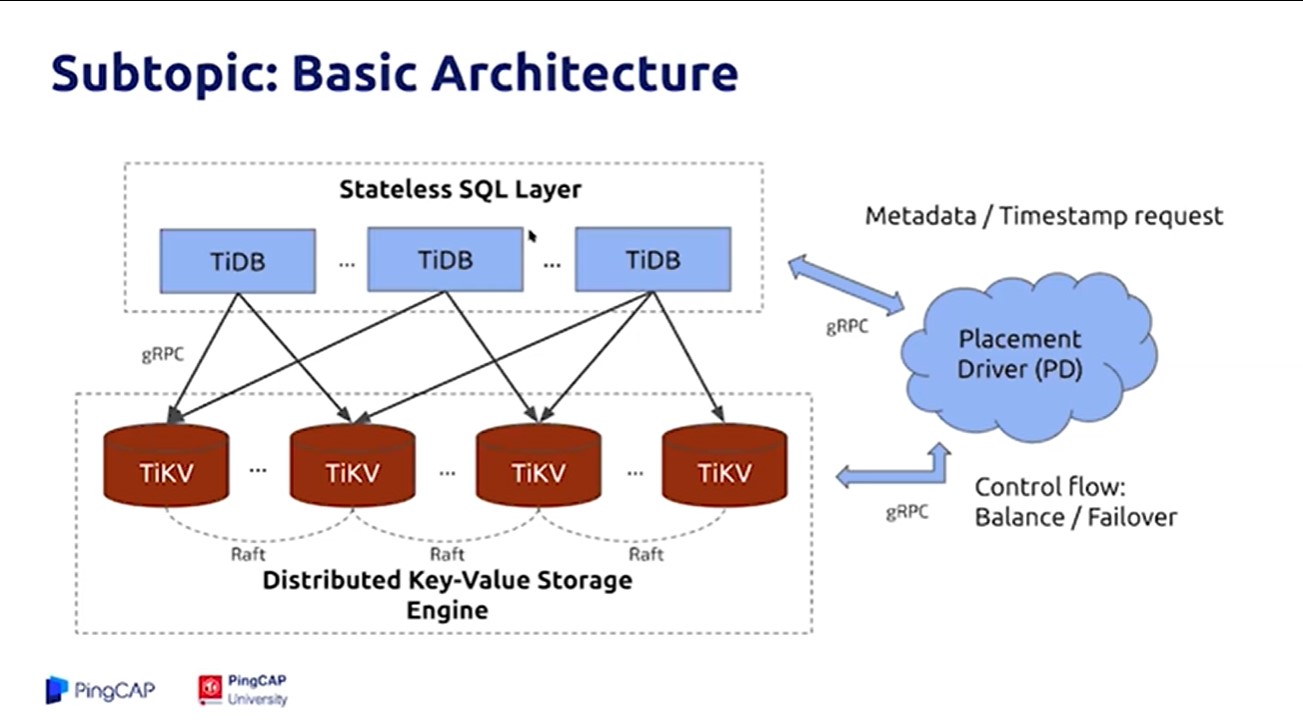 Subtopic: Basic Architecture
Stateless SQL Layer
TiDB ... TiDB ... TiDB
Metadata / Timestamp request
gRPC
gRPC
Placement
Driver (PD)
TiKV ... TiKV ... TiKV ... TiKV
gRPC
Control flow:
Balance / Failover
Raft Raft Raft
Distributed Key-Value Storage
Engine
PingCAP
PingCAP
University